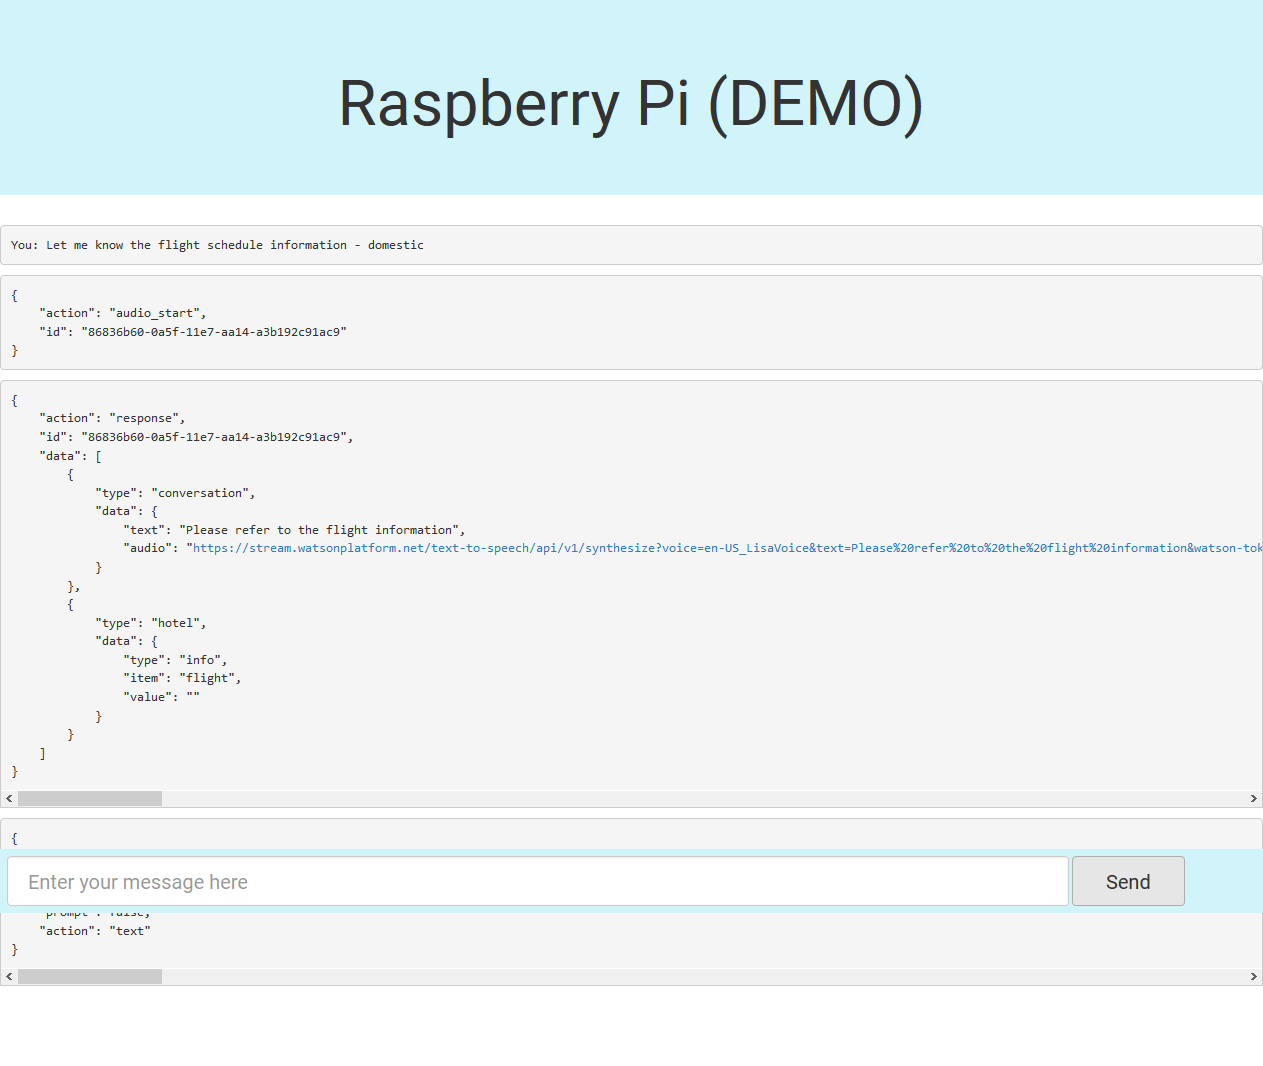 Raspberry Pi (DEMO)
You: Let me know the flight schedule information - domestic
{
    "action": "audio_start",
    "id": "86836b60-0a5f-11e7-aa14-a3b192c91ac9"
}
{
    "action": "response",
    "id": "86836b60-0a5f-11e7-aa14-a3b192c91ac9",
    "data": [
        {
            "type": "conversation",
            "data": {
                "text": "Please refer to the flight information",
                "audio": "https://stream.watsonplatform.net/text-to-speech/api/v1/synthesize?voice=en-US_LisaVoice&text=Please%20refer%20to%20the%20flight%20information&watson-tok
            }
        },
        {
            "type": "hotel",
            "data": {
                "type": "info",
                "item": "flight",
                "value": ""
            }
        }
    ]
}
{
Enter your message here Send
    "prompt": false,
    "action": "text"
}